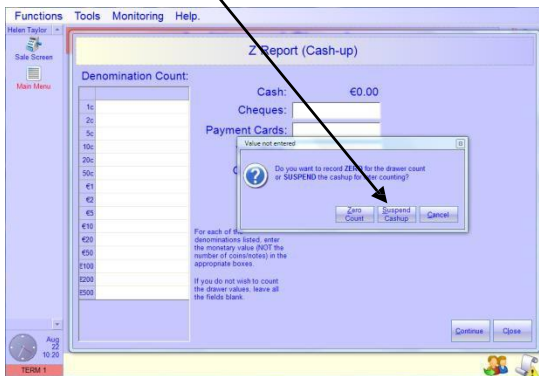 Functions Tools Monitoring Help.
Helen Taylor
Sale Screen
Main Menu
Z Report (Cash-up)
Denomination Count:
1c
2c
5c
10c
20c
50c
€1
€2
€5
€10
€20
€50
£100
£200
€500
Cash: €0.00
Cheques:
Payment Cards:
Value not entered
Do you want to record ZERO for the drawer count
or SUSPEND the cashup for later counting?
Zero Count
Suspend Cashup
Cancel
For each of the
denominations listed, enter
the monetary value (NOT the
number of coins/notes) in the
appropriate boxes.
If you do not wish to count
the drawer values, leave all
the fields blank.
Continue
Close
Aug
22
10:20
TERM 1